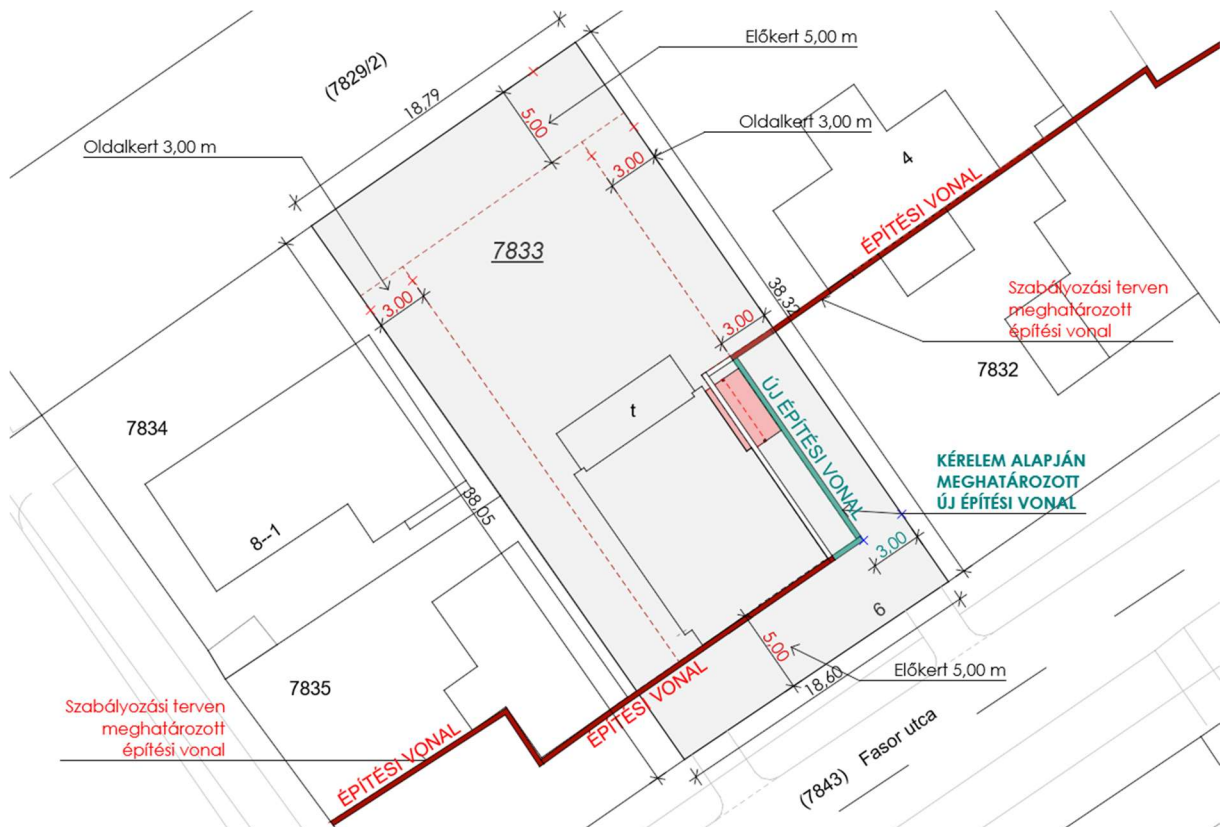 Előkert 5,00 m
(7829/2)
18,79
5,00
Oldalkert 3,00 m
Oldalkert 3,00 m
3,00
4
ÉPÍTÉSI VONAL
7833
3,00
38,32
Szabályozási terven
meghatározott
építési vonal
3,00
7832
7834
t
ÚJ ÉPÍTÉSI VONAL
KÉRELEM ALAPJÁN
MEGHATÁROZOTT
ÚJ ÉPÍTÉSI VONAL
38,05
8--1
3,00
6
5,00
Előkert 5,00 m
18,60
7835
ÉPÍTÉSI VONAL
Szabályozási terven
meghatározott
építési vonal
ÉPÍTÉSI VONAL
(7843) Fasor utca